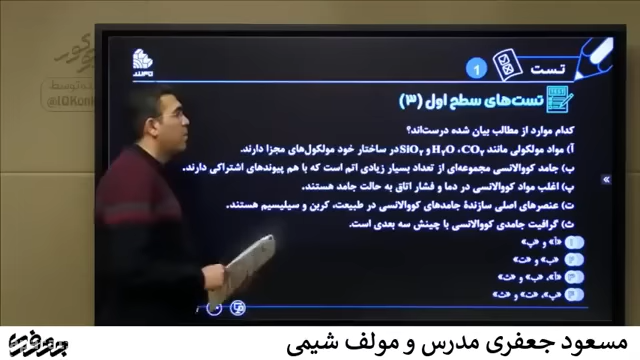 تست
1
تست‌های سطح اول (۳)
کدام موارد از مطالب بیان شده درست‌اند؟
آ) مواد مولکولی مانند CO₂، H₂O و SiO₂ در ساختار خود مولکول‌های مجزا دارند.
ب) جامد کووالانسی مجموعه‌ای از تعداد بسیار زیادی اتم است که با هم پیوندهای اشتراکی دارند.
پ) اغلب مواد کووالانسی در دما و فشار اتاق به حالت جامد هستند.
ت) عنصرهای اصلی سازندهٔ جامدهای کووالانسی در طبیعت، کربن و سیلیسیم هستند.
ث) گرافیت جامدی کووالانسی با چینش سه بعدی است.
«آ» و «پ»
«ب» و «ت»
«آ»، «ب» و «ث»
«پ»، «ت» و «ث»
مسعود جعفری مدرس و مولف شیمی